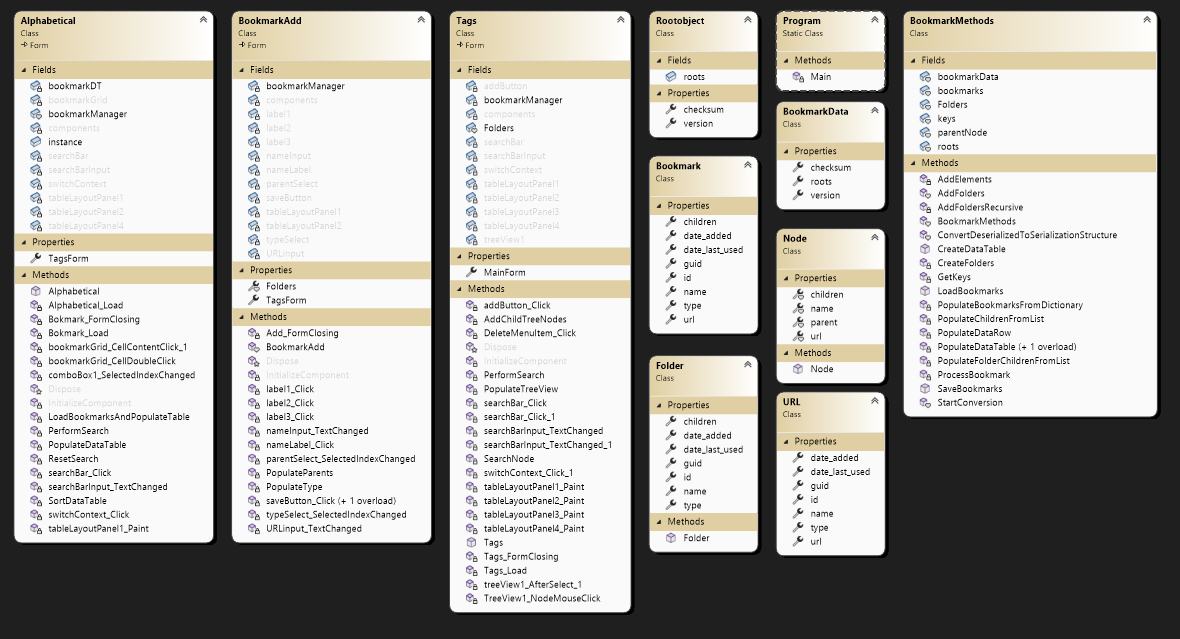 Alphabetical
Class
Form
Fields
bookmarkDT
bookmarkGrid
bookmarkManager
components
instance
searchBar
searchBarInput
switchContext
tableLayoutPanel1
tableLayoutPanel2
tableLayoutPanel4
Properties
TagsForm
Methods
Alphabetical
Alphabetical_Load
Bokmark_FormClosing
Bokmark_Load
bookmarkGrid_CellContentClick_1
bookmarkGrid_CellDoubleClick
comboBox1_SelectedIndexChanged
Dispose
InitializeComponent
LoadBookmarksAndPopulateTable
PerformSearch
PopulateDataTable
ResetSearch
searchBar_Click
searchBarInput_TextChanged
SortDataTable
switchContext_Click
tableLayoutPanel1_Paint
BookmarkAdd
Class
Form
Fields
bookmarkManager
components
label1
label2
label3
nameInput
nameLabel
parentSelect
saveButton
tableLayoutPanel1
tableLayoutPanel2
typeSelect
URLinput
Properties
Folders
TagsForm
Methods
Add_FormClosing
BookmarkAdd
Dispose
InitializeComponent
label1_Click
label2_Click
label3_Click
nameInput_TextChanged
nameLabel_Click
parentSelect_SelectedIndexChanged
PopulateParents
PopulateType
saveButton_Click (+ 1 overload)
typeSelect_SelectedIndexChanged
URLinput_TextChanged
Tags
Class
Form
Fields
addButton
bookmarkManager
components
Folders
searchBar
searchBarInput
switchContext
tableLayoutPanel1
tableLayoutPanel2
tableLayoutPanel3
tableLayoutPanel4
treeView1
Properties
MainForm
Methods
addButton_Click
AddChildTreeNodes
DeleteMenuItem_Click
Dispose
InitializeComponent
PerformSearch
PopulateTreeView
searchBar_Click
searchBar_Click_1
searchBarInput_TextChanged
searchBarInput_TextChanged_1
SearchNode
switchContext_Click_1
tableLayoutPanel1_Paint
tableLayoutPanel2_Paint
tableLayoutPanel3_Paint
tableLayoutPanel4_Paint
Tags
Tags_FormClosing
Tags_Load
treeView1_AfterSelect_1
TreeView1_NodeMouseClick
Rootobject
Class
Fields
roots
Properties
checksum
version
Bookmark
Class
Properties
children
date_added
date_last_used
guid
id
name
type
url
Folder
Class
Properties
children
date_added
date_last_used
guid
id
name
type
Methods
Folder
Program
Static Class
Methods
Main
BookmarkData
Class
Properties
checksum
roots
version
Node
Class
Properties
children
name
parent
url
Methods
Node
URL
Class
Properties
date_added
date_last_used
guid
id
name
type
url
BookmarkMethods
Class
Fields
bookmarkData
bookmarks
Folders
keys
parentNode
roots
Methods
AddElements
AddFolders
AddFoldersRecursive
BookmarkMethods
ConvertDeserializedToSerializationStructure
CreateDataTable
CreateFolders
GetKeys
LoadBookmarks
PopulateBookmarksFromDictionary
PopulateChildrenFromList
PopulateDataRow
PopulateDataTable (+ 1 overload)
PopulateFolderChildrenFromList
ProcessBookmark
SaveBookmarks
StartConversion